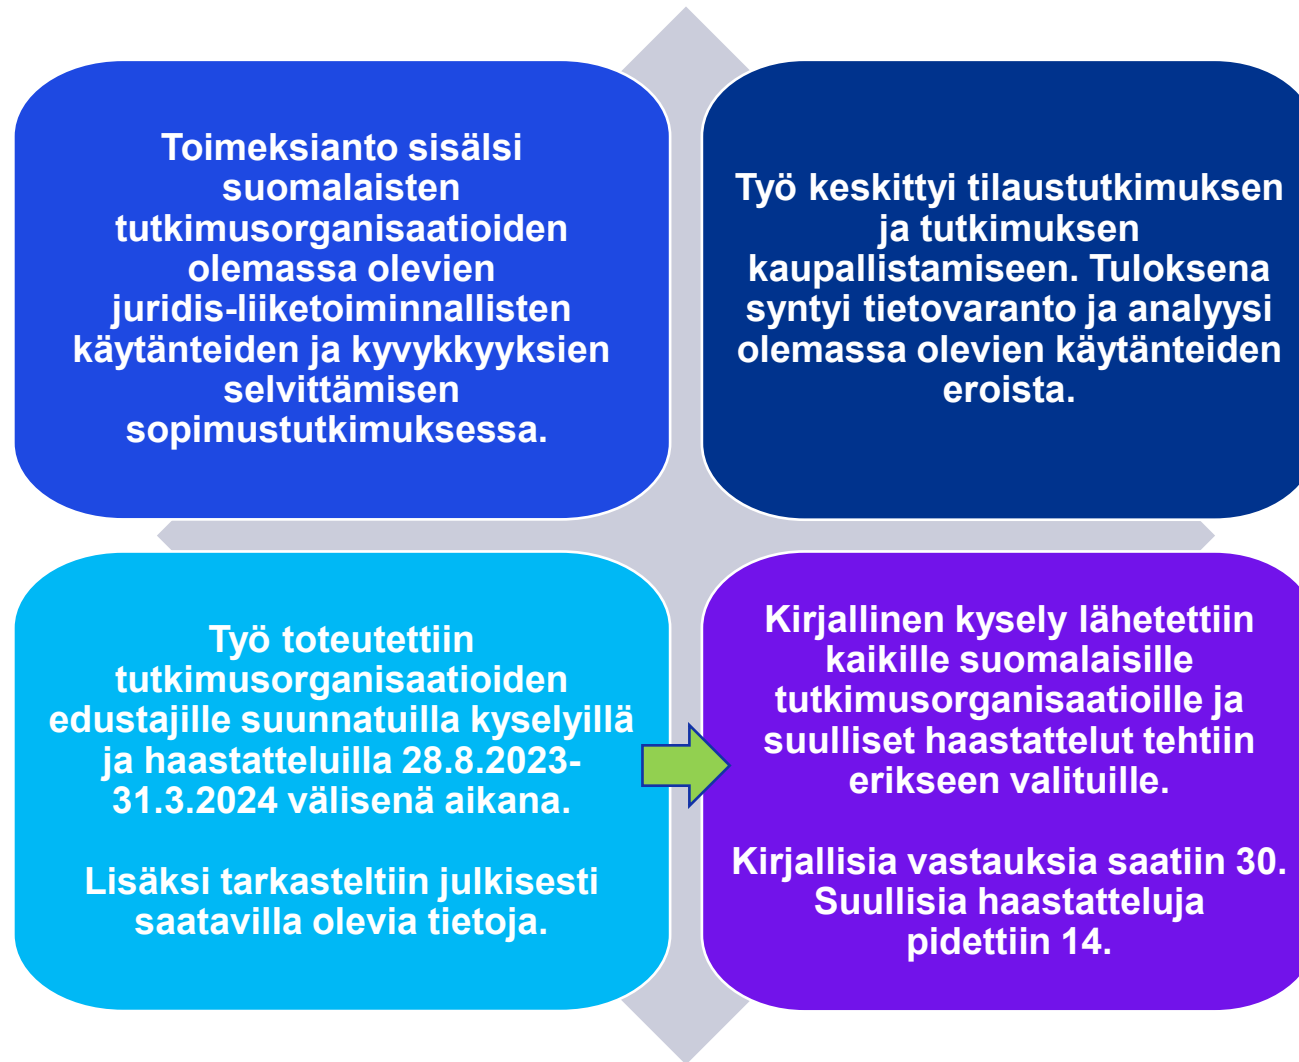 Toimeksianto sisälsi
suomalaisten
tutkimusorganisaatioiden
olemassa olevien
juridis-liiketoiminnallisten
käytänteiden ja kyvykkyyksien
selvittämisen
sopimustutkimuksessa.
Työ keskittyi tilaustutkimuksen
ja tutkimuksen
kaupallistamiseen. Tuloksena
syntyi tietovaranto ja analyysi
olemassa olevien käytänteiden
eroista.
Työ toteutettiin
tutkimusorganisaatioiden
edustajille suunnatuilla kyselyillä
ja haastatteluilla 28.8.2023-
31.3.2024 välisenä aikana.
Lisäksi tarkasteltiin julkisesti
saatavilla olevia tietoja.
Kirjallinen kysely lähetettiin
kaikille suomalaisille
tutkimusorganisaatioille ja
suulliset haastattelut tehtiin
erikseen valituille.
Kirjallisia vastauksia saatiin 30.
Suullisia haastatteluja
pidettiin 14.